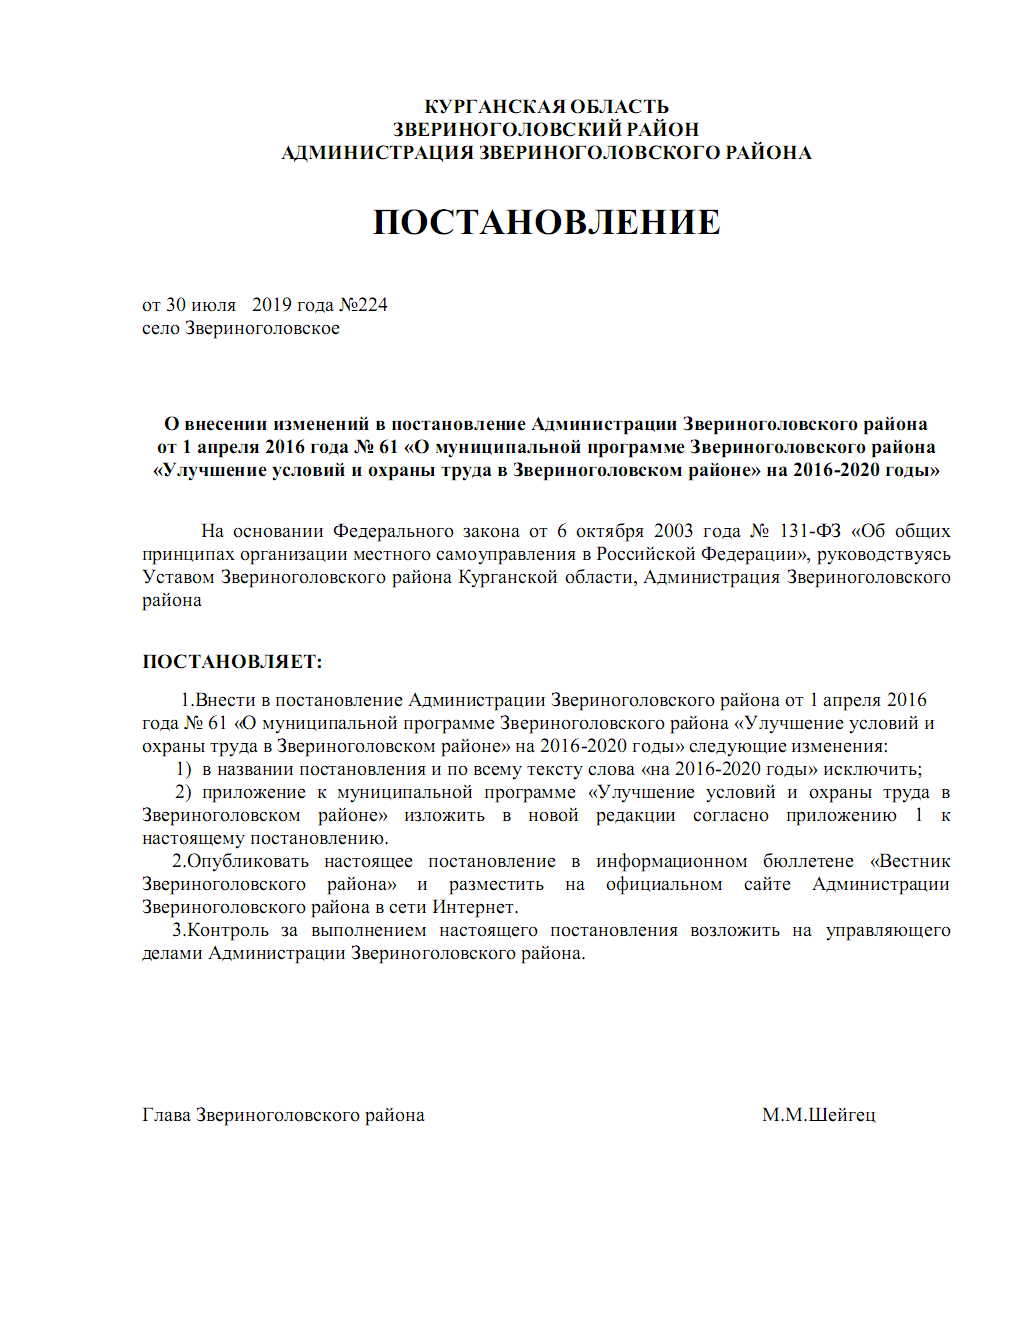 КУРГАНСКАЯ ОБЛАСТЬ
ЗВЕРИНОГОЛОВСКИЙ РАЙОН
АДМИНИСТРАЦИЯ ЗВЕРИНОГОЛОВСКОГО РАЙОНА
ПОСТАНОВЛЕНИЕ
от 30 июля 2019 года №224
село Звериноголовское
О внесении изменений в постановление Администрации Звериноголовского района
от 1 апреля 2016 года № 61 «О муниципальной программе Звериноголовского района
«Улучшение условий и охраны труда в Звериноголовском районе» на 2016-2020 годы»
На основании Федерального закона от 6 октября 2003 года № 131-ФЗ «Об общих
принципах организации местного самоуправления в Российской Федерации», руководствуясь
Уставом Звериноголовского района Курганской области, Администрация Звериноголовского
района
ПОСТАНОВЛЯЕТ:
1.Внести в постановление Администрации Звериноголовского района от 1 апреля 2016
года № 61 «О муниципальной программе Звериноголовского района «Улучшение условий и
охраны труда в Звериноголовском районе» на 2016-2020 годы» следующие изменения:
1) в названии постановления и по всему тексту слова «на 2016-2020 годы» исключить;
2) приложение к муниципальной программе «Улучшение условий и охраны труда в
Звериноголовском районе» изложить в новой редакции согласно приложению 1 к
настоящему постановлению.
2.Опубликовать настоящее постановление в информационном бюллетене «Вестник
Звериноголовского района» и разместить на официальном сайте Администрации
Звериноголовского района в сети Интернет.
3.Контроль за выполнением настоящего постановления возложить на управляющего
делами Администрации Звериноголовского района.
Глава Звериноголовского района М.М.Шейгец